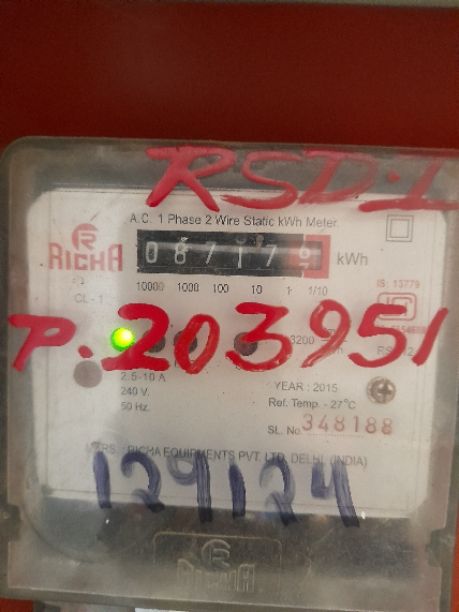 RSD-I
A.C. 1 Phase 2 Wire Static kWh Meter.
RICHA
087176 kWh
10000 1000 100 10 1 1/10
IS: 13779
CL-1
P.203951
3200
2.5-10 A
240 V.
50 Hz.
YEAR : 2015
Ref. Temp. - 27°C
SL. No. 348188
RICHA EQUIPMENTS PVT. LTD. DELHI, (INDIA)
129124
RICHA